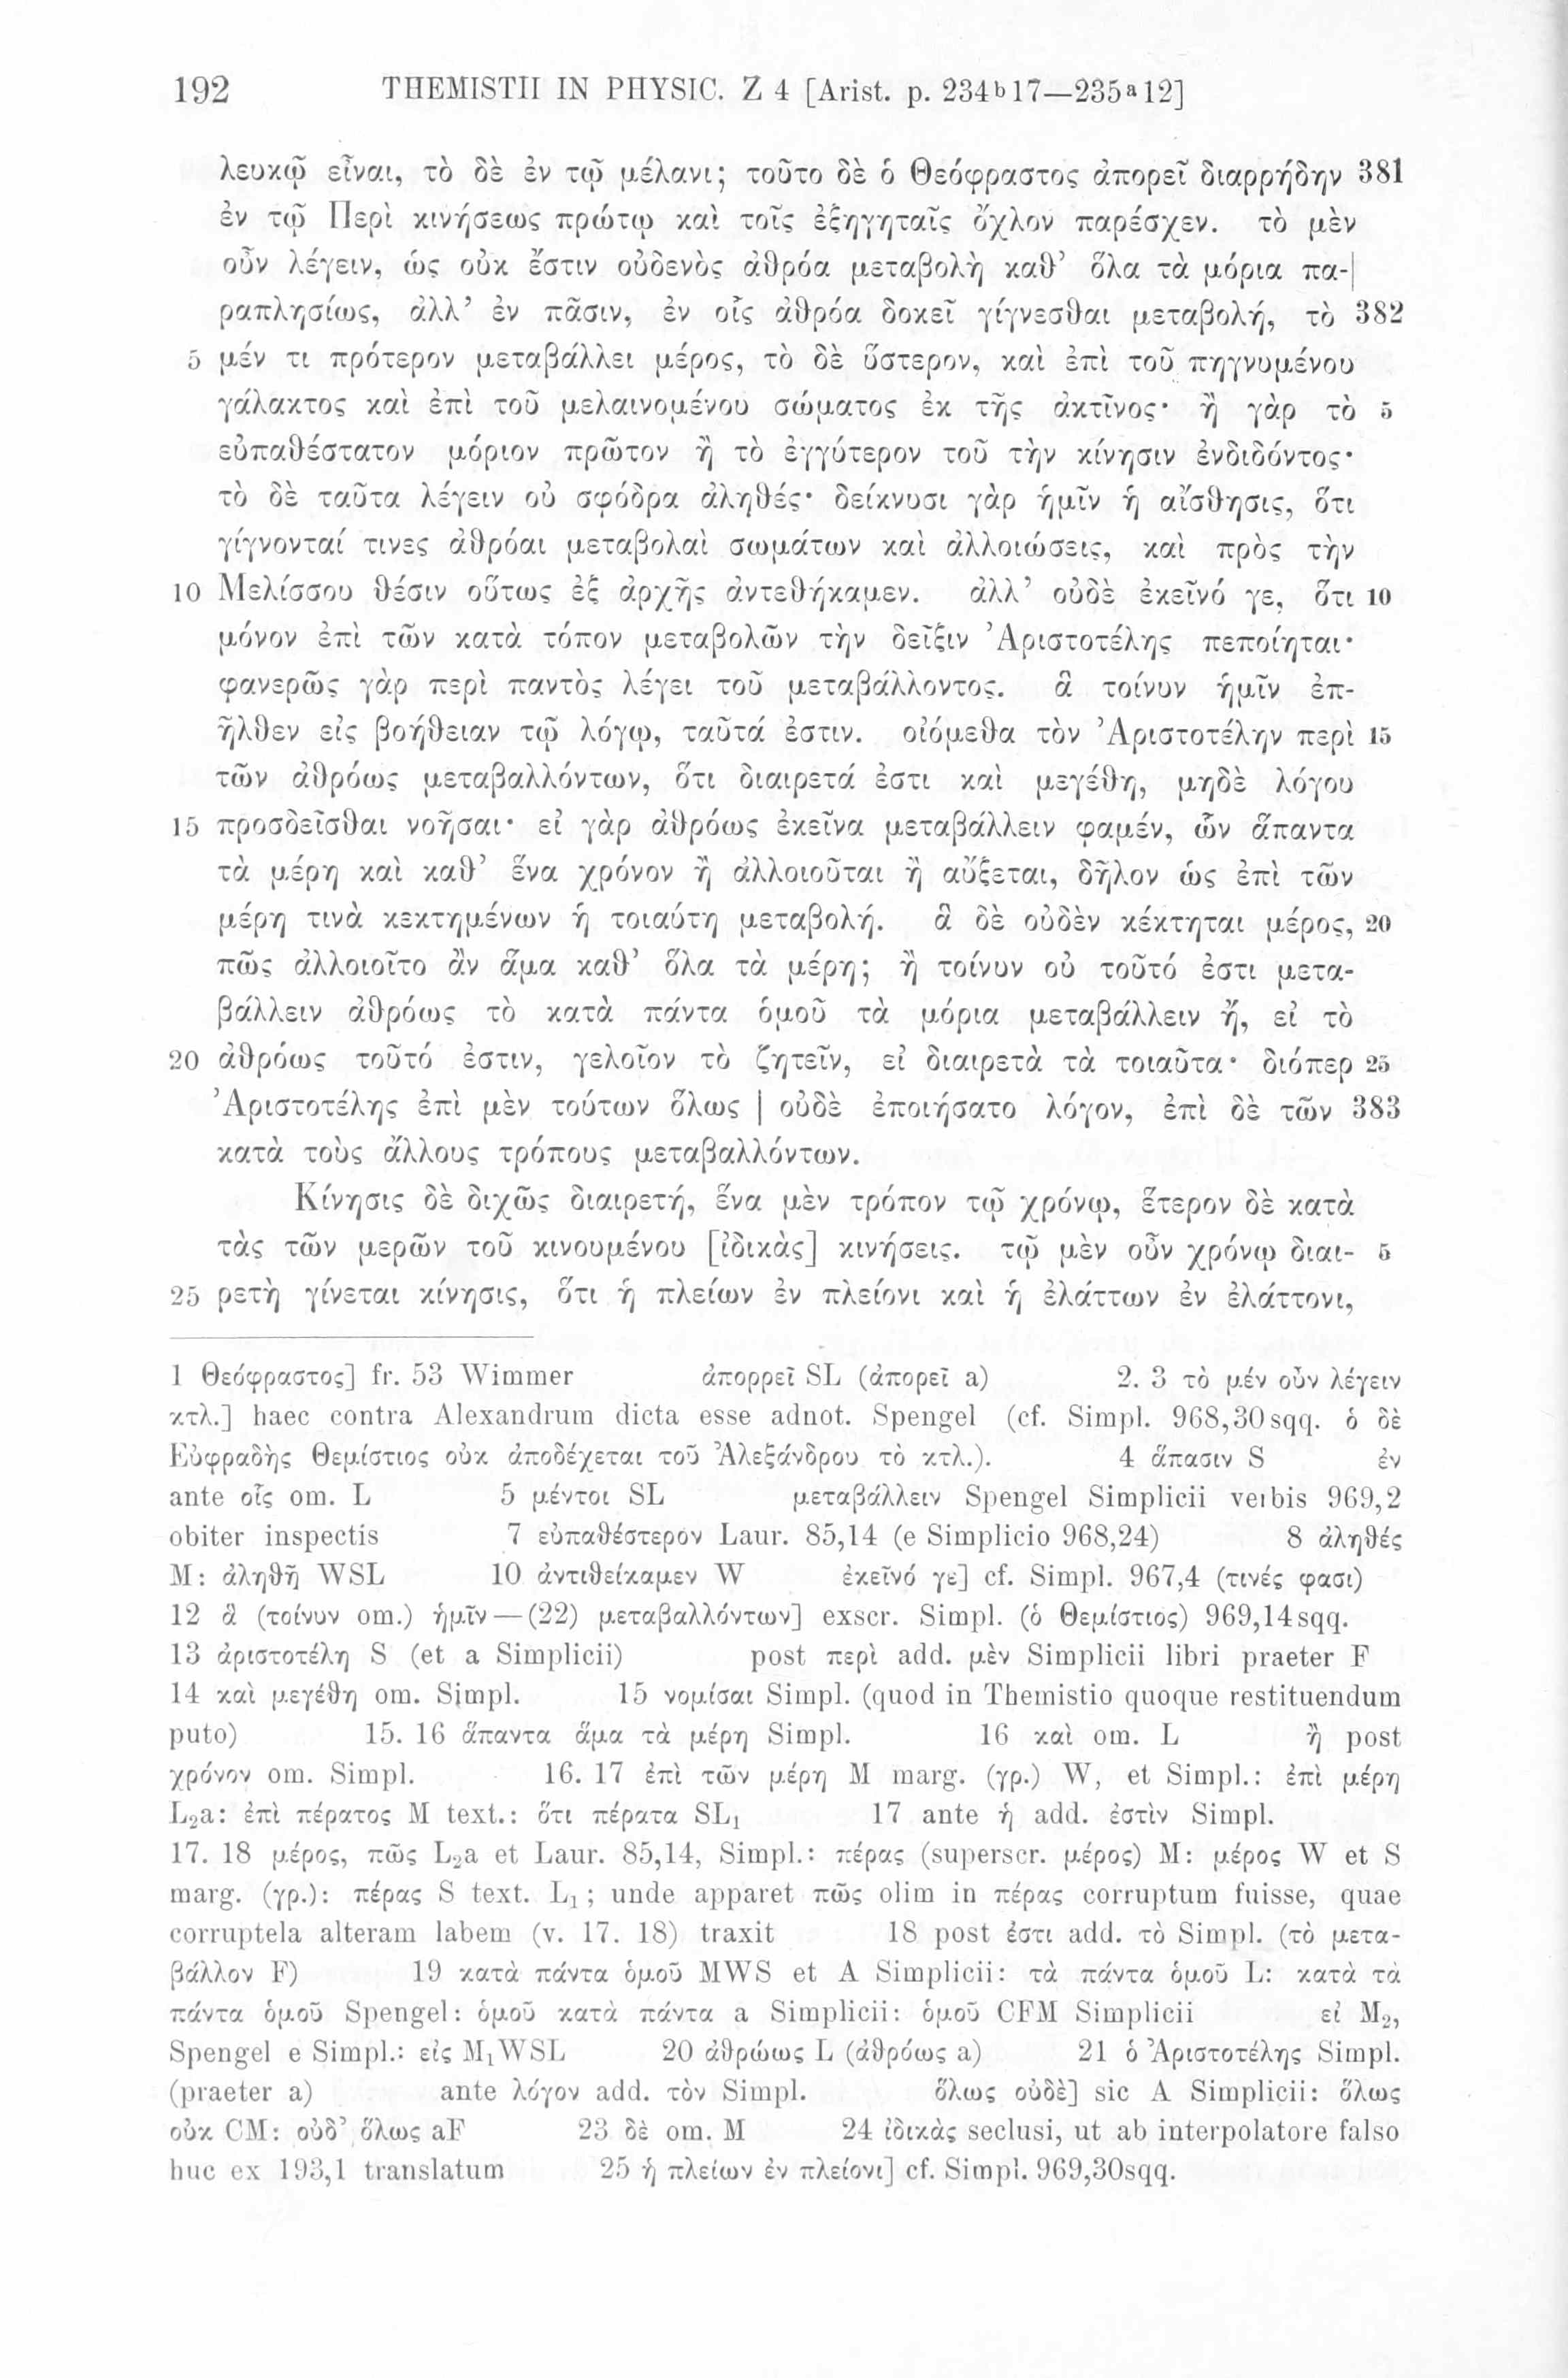 192 THEMISTII IN PHYSIC. Z 4 [Arist. p. 234ᵇ17—235ᵃ12]
λευκῷ εἶναι, τὸ δὲ ἐν τῷ μέλανι; τοῦτο δὲ ὁ Θεόφραστος ἀπορεῖ διαρρήδην 381
ἐν τῷ Περὶ κινήσεως πρώτῳ καὶ τοῖς ἐξηγηταῖς ὄχλον παρέσχεν. τὸ μὲν
οὖν λέγειν, ὡς οὐκ ἔστιν οὐδενὸς ἀθρόα μεταβολὴ καθ’ ὅλα τὰ μόρια πα-|
ραπλησίως, ἀλλ’ ἐν πᾶσιν, ἐν οἷς ἀθρόα δοκεῖ γίγνεσθαι μεταβολή, τὸ 382
5 μέν τι πρότερον μεταβάλλει μέρος, τὸ δὲ ὕστερον, καὶ ἐπὶ τοῦ πηγνυμένου
γάλακτος καὶ ἐπὶ τοῦ μελαινομένου σώματος ἐκ τῆς ἀκτῖνος· ἢ γὰρ τὸ 5
εὐπαθέστατον μόριον πρῶτον ἢ τὸ ἐγγύτερον τοῦ τὴν κίνησιν ἐνδιδόντος·
τὸ δὲ ταῦτα λέγειν οὐ σφόδρα ἀληθές· δείκνυσι γὰρ ἡμῖν ἡ αἴσθησις, ὅτι
γίγνονταί τινες ἀθρόαι μεταβολαὶ σωμάτων καὶ ἀλλοιώσεις, καὶ πρὸς τὴν
10 Μελίσσου θέσιν οὕτως ἐξ ἀρχῆς ἀντεθήκαμεν. ἀλλ’ οὐδὲ ἐκεῖνό γε, ὅτι 10
μόνον ἐπὶ τῶν κατὰ τόπον μεταβολῶν τὴν δεῖξιν Ἀριστοτέλης πεποίηται·
φανερῶς γὰρ περὶ παντὸς λέγει τοῦ μεταβάλλοντος. ἃ τοίνυν ἡμῖν ἐπ-
ῆλθεν εἰς βοήθειαν τῷ λόγῳ, ταῦτά ἐστιν. οἰόμεθα τὸν Ἀριστοτέλην περὶ 15
τῶν ἀθρόως μεταβαλλόντων, ὅτι διαιρετά ἐστι καὶ μεγέθη, μηδὲ λόγου
15 προσδεῖσθαι νοῆσαι· εἰ γὰρ ἀθρόως ἐκεῖνα μεταβάλλειν φαμέν, ὧν ἅπαντα
τὰ μέρη καὶ καθ’ ἕνα χρόνον ἢ ἀλλοιοῦται ἢ αὔξεται, δῆλον ὡς ἐπὶ τῶν
μέρη τινὰ κεκτημένων ἡ τοιαύτη μεταβολή. ἃ δὲ οὐδὲν κέκτηται μέρος, 20
πῶς ἀλλοιοῖτο ἂν ἅμα καθ’ ὅλα τὰ μέρη; ἢ τοίνυν οὐ τοῦτό ἐστι μετα-
βάλλειν ἀθρόως τὸ κατὰ πάντα ὁμοῦ τὰ μόρια μεταβάλλειν ἤ, εἰ τὸ
20 ἀθρόως τοῦτό ἐστιν, γελοῖον τὸ ζητεῖν, εἰ διαιρετὰ τὰ τοιαῦτα· διόπερ 25
Ἀριστοτέλης ἐπὶ μὲν τούτων ὅλως | οὐδὲ ἐποιήσατο λόγον, ἐπὶ δὲ τῶν 383
κατὰ τοὺς ἄλλους τρόπους μεταβαλλόντων.
Κίνησις δὲ διχῶς διαιρετή, ἕνα μὲν τρόπον τῷ χρόνῳ, ἕτερον δὲ κατὰ
τὰς τῶν μερῶν τοῦ κινουμένου [ἰδικὰς] κινήσεις. τῷ μὲν οὖν χρόνῳ διαι- 5
25 ρετὴ γίνεται κίνησις, ὅτι ἡ πλείων ἐν πλείονι καὶ ἡ ἐλάττων ἐν ἐλάττονι,
1 Θεόφραστος] fr. 53 Wimmer ἀπορρεῖ SL (ἀπορεῖ a) 2. 3 τὸ μέν οὖν λέγειν
κτλ.] haec contra Alexandrum dicta esse adnot. Spengel (cf. Simpl. 968,30sqq. ὁ δὲ
Εὐφραδὴς Θεμίστιος οὐκ ἀποδέχεται τοῦ Ἀλεξάνδρου τὸ κτλ.). 4 ἅπασιν S ἐν
ante οἷς om. L 5 μέντοι SL μεταβάλλειν Spengel Simplicii verbis 969,2
obiter inspectis 7 εὐπαθέστερον Laur. 85,14 (e Simplicio 968,24) 8 ἀληθές
M: ἀληθῆ WSL 10 ἀντιθείκαμεν W ἐκεῖνό γε] cf. Simpl. 967,4 (τινές φασι)
12 ἃ (τοίνυν om.) ἡμῖν—(22) μεταβαλλόντων] exscr. Simpl. (ὁ Θεμίστιος) 969,14sqq.
13 ἀριστοτέλη S (et a Simplicii) post περὶ add. μὲν Simplicii libri praeter F
14 καὶ μεγέθη om. Simpl. 15 νομίσαι Simpl. (quod in Themistio quoque restituendum
puto) 15. 16 ἅπαντα ἅμα τὰ μέρη Simpl. 16 καὶ om. L ἢ post
χρόνον om. Simpl. 16. 17 ἐπὶ τῶν μέρη M marg. (γρ.) W, et Simpl.: ἐπὶ μέρη
L₂a: ἐπὶ πέρατος M text.: ὅτι πέρατα SL₁ 17 ante ἡ add. ἐστὶν Simpl.
17. 18 μέρος, πῶς L₂a et Laur. 85,14, Simpl.: πέρας (superscr. μέρος) M: μέρος W et S
marg. (γρ.): πέρας S text. L₁; unde apparet πῶς olim in πέρας corruptum fuisse, quae
corruptela alteram labem (v. 17. 18) traxit 18 post ἐστι add. τὸ Simpl. (τὸ μετα-
βάλλον F) 19 κατὰ πάντα ὁμοῦ MWS et A Simplicii: τὰ πάντα ὁμοῦ L: κατὰ τὰ
πάντα ὁμοῦ Spengel: ὁμοῦ κατὰ πάντα a Simplicii: ὁμοῦ CFM Simplicii εἰ M₂,
Spengel e Simpl.: εἰς M₁WSL 20 ἀθρώως L (ἀθρόως a) 21 ὁ Ἀριστοτέλης Simpl.
(praeter a) ante λόγον add. τὸν Simpl. ὅλως οὐδὲ] sic A Simplicii: ὅλως
οὐκ CM: οὐδ’ ὅλως aF 23 δὲ om. M 24 ἰδικὰς seclusi, ut ab interpolatore falso
huc ex 193,1 translatum 25 ἡ πλείων ἐν πλείονι] cf. Simpl. 969,30sqq.